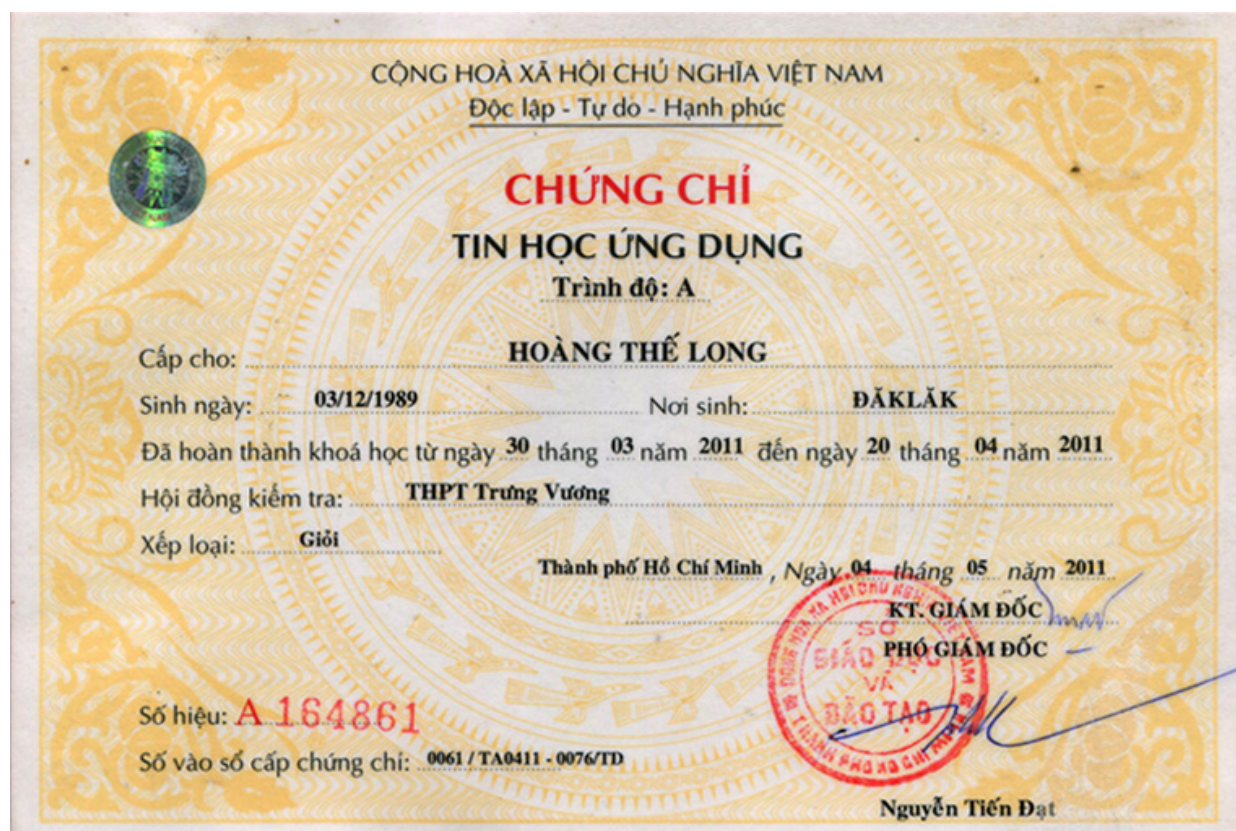 CỘNG HOÀ XÃ HỘI CHỦ NGHĨA VIỆT NAM
Độc lập - Tự do - Hạnh phúc
CHỨNG CHỈ
TIN HỌC ỨNG DỤNG
Trình độ: A
Cấp cho: HOÀNG THẾ LONG
Sinh ngày: 03/12/1989 Nơi sinh: ĐĂKLĂK
Đã hoàn thành khoá học từ ngày 30 tháng 03 năm 2011 đến ngày 20 tháng 04 năm 2011
Hội đồng kiểm tra: THPT Trưng Vương
Xếp loại: Giỏi
Thành phố Hồ Chí Minh, Ngày 04 tháng 05 năm 2011
KT. GIÁM ĐỐC
PHÓ GIÁM ĐỐC
SỞ
GIÁO DỤC
VÀ
ĐÀO TẠO
THÀNH PHỐ HỒ CHÍ MINH
Số hiệu: A 164861
Số vào sổ cấp chứng chỉ: 0061 / TA0411 - 0076/TD
Nguyễn Tiến Đạt